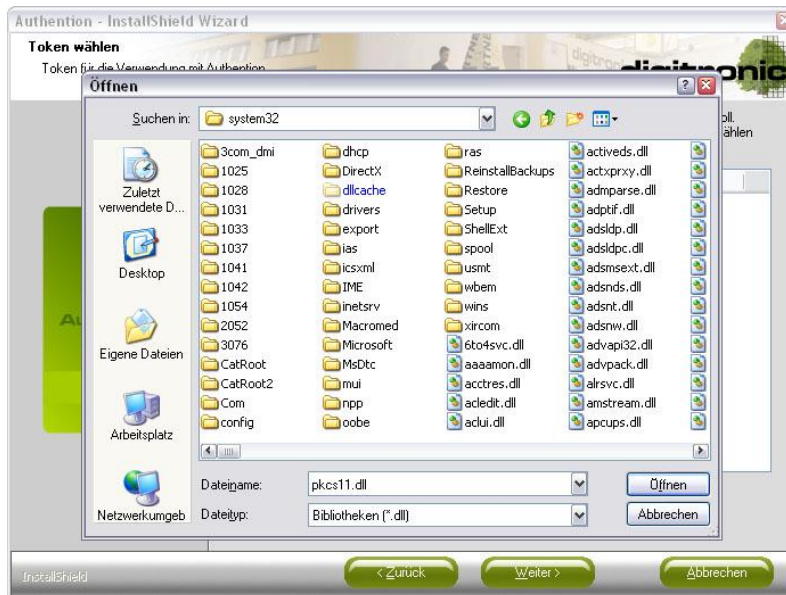 Authention - InstallShield Wizard
Token wählen
Token für die Verwendung mit Authention
digitronic
Öffnen
Suchen in: system32
Zuletzt verwendete D...
Desktop
Eigene Dateien
Arbeitsplatz
Netzwerkumgeb
3com_dmi
1025
1028
1031
1033
1037
1041
1042
1054
2052
3076
CatRoot
CatRoot2
Com
config
dhcp
DirectX
dllcache
drivers
export
ias
icsxml
IME
inetsrv
Macromed
Microsoft
MsDtc
mui
npp
oobe
ras
ReinstallBackups
Restore
Setup
ShellExt
spool
usmt
wbem
wins
xircom
6to4svc.dll
aaaamon.dll
acctres.dll
acledit.dll
aclui.dll
activeds.dll
actxprxy.dll
admparse.dll
adptif.dll
adsldp.dll
adsldpc.dll
adsmsext.dll
adsnds.dll
adsnt.dll
adsnw.dll
advapi32.dll
advpack.dll
alrsvc.dll
amstream.dll
apcups.dll
Dateiname: pkcs11.dll
Öffnen
Dateityp: Bibliotheken (*.dll)
Abbrechen
InstallShield
< Zurück
Weiter >
Abbrechen